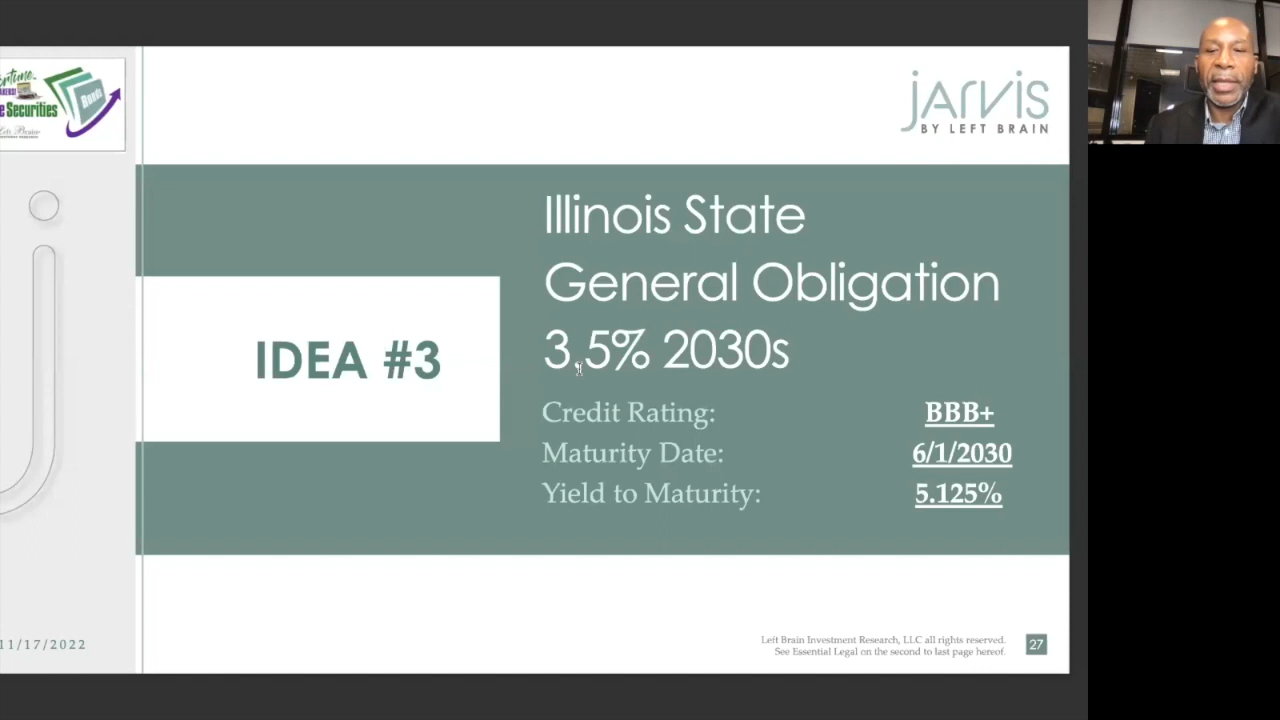 Securities
Bonds
jarvis
BY LEFT BRAIN
Illinois State
General Obligation
3.5% 2030s
IDEA #3
Credit Rating: BBB+
Maturity Date: 6/1/2030
Yield to Maturity: 5.125%
11/17/2022
Left Brain Investment Research, LLC all rights reserved.
See Essential Legal on the second to last page hereof.
27